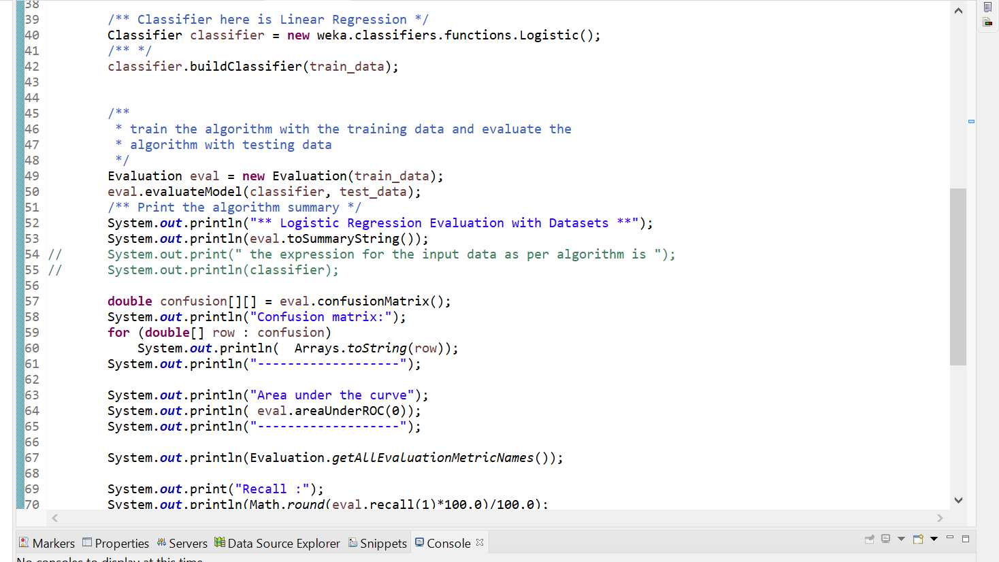 38
39 /** Classifier here is Linear Regression */
40 Classifier classifier = new weka.classifiers.functions.Logistic();
41 /** */
42 classifier.buildClassifier(train_data);
43
44
45 /**
46 * train the algorithm with the training data and evaluate the
47 * algorithm with testing data
48 */
49 Evaluation eval = new Evaluation(train_data);
50 eval.evaluateModel(classifier, test_data);
51 /** Print the algorithm summary */
52 System.out.println("** Logistic Regression Evaluation with Datasets **");
53 System.out.println(eval.toSummaryString());
54 // System.out.print(" the expression for the input data as per algorithm is ");
55 // System.out.println(classifier);
56
57 double confusion[][] = eval.confusionMatrix();
58 System.out.println("Confusion matrix:");
59 for (double[] row : confusion)
60 System.out.println(  Arrays.toString(row));
61 System.out.println("-------------------");
62
63 System.out.println("Area under the curve");
64 System.out.println( eval.areaUnderROC(0));
65 System.out.println("-------------------");
66
67 System.out.println(Evaluation.getAllEvaluationMetricNames());
68
69 System.out.print("Recall :");
70 System.out.println(Math.round(eval.recall(1)*100.0)/100.0);
Markers Properties Servers Data Source Explorer Snippets Console
No consoles to display at this time.